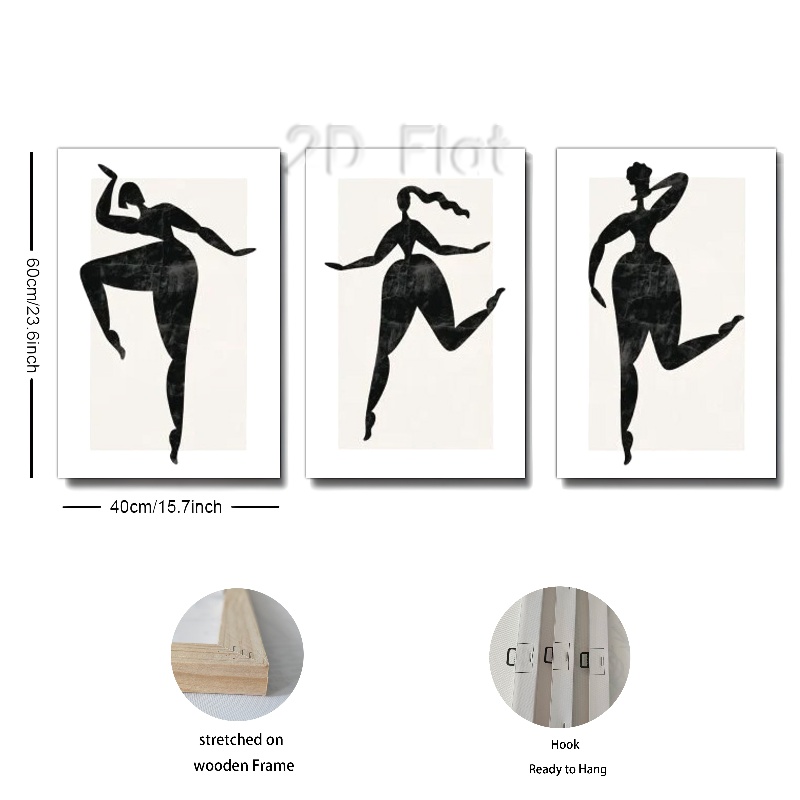 2D Flat
60cm/23.6inch
40cm/15.7inch
stretched on
wooden Frame
Hook
Ready to Hang